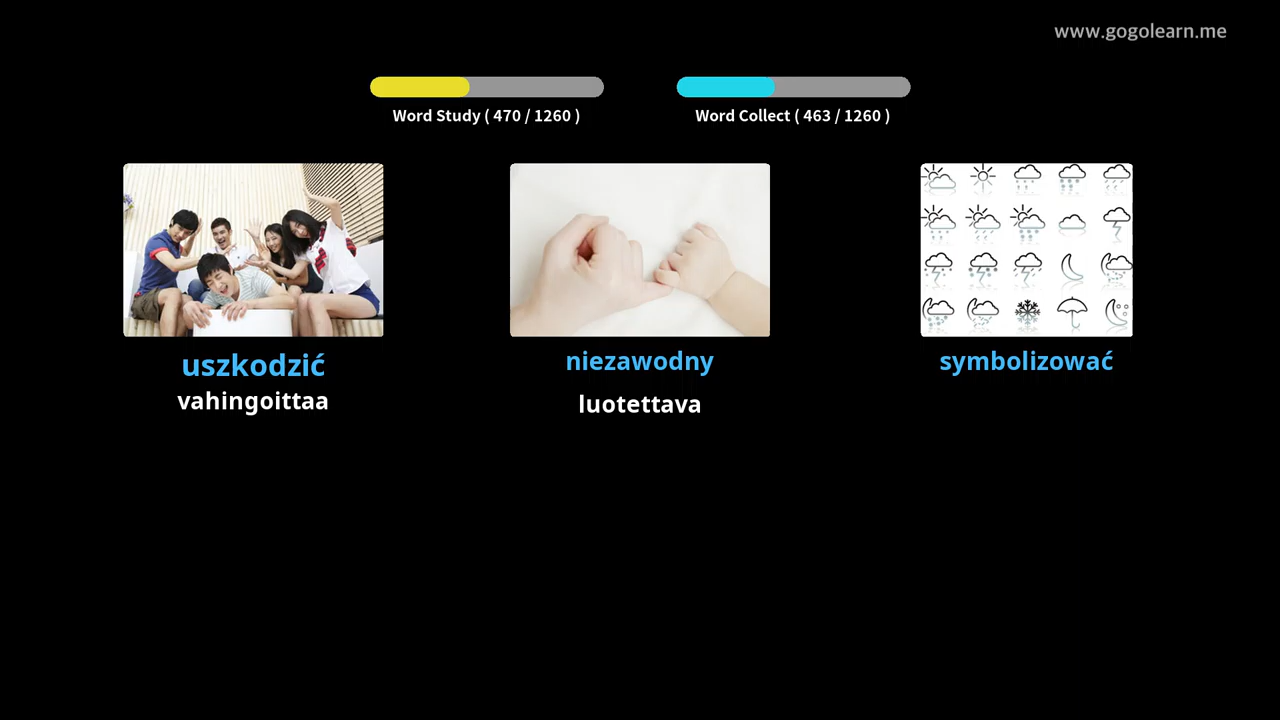 www.gogolearn.me
Word Study ( 470 / 1260 )
Word Collect ( 463 / 1260 )
uszkodzić
vahingoittaa
niezawodny
luotettava
symbolizować